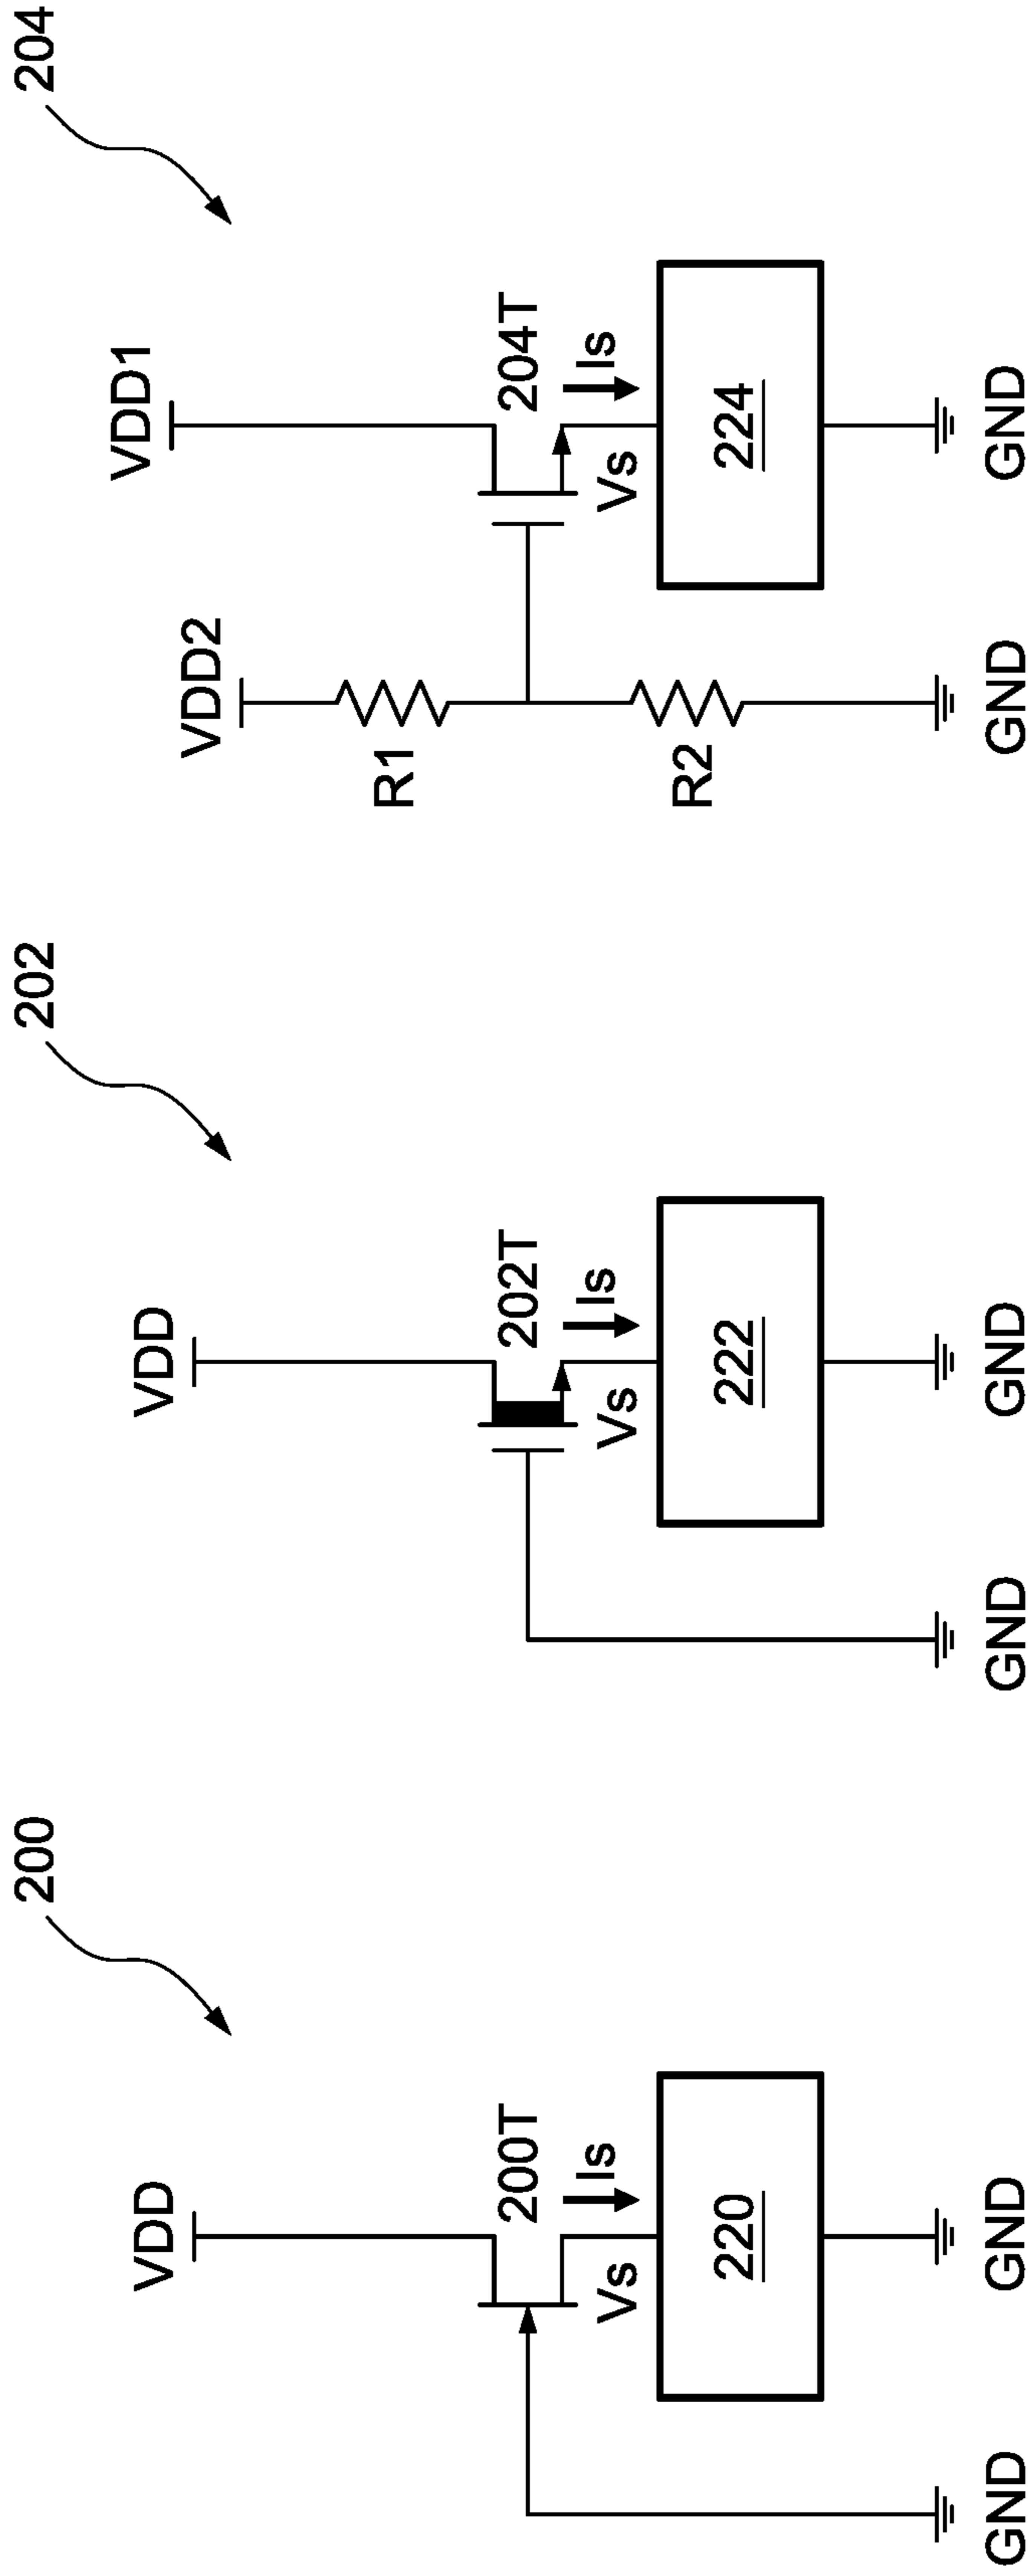 200
VDD
200T
Is
Vs
220
GND
GND
202
VDD
202T
Is
Vs
222
GND
GND
204
VDD1
VDD2
204T
R1
Is
Vs
R2
224
GND
GND